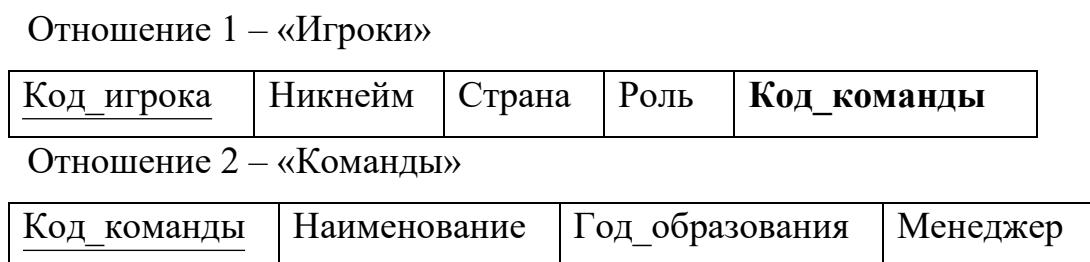 Отношение 1 – «Игроки»
Код_игрока Никнейм Страна Роль Код_команды
Отношение 2 – «Команды»
Код_команды Наименование Год_образования Менеджер